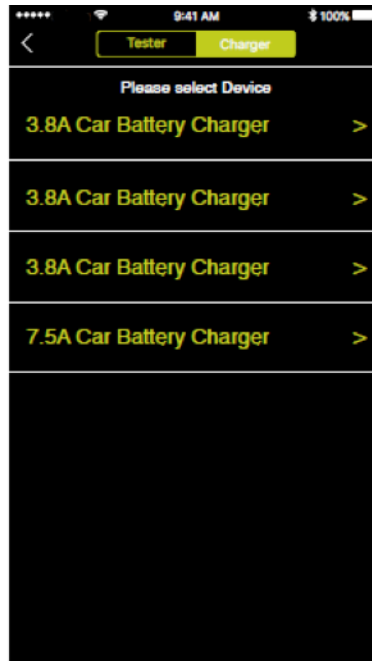 9:41 AM 100%
< Tester Charger
Please select Device
3.8A Car Battery Charger >
3.8A Car Battery Charger >
3.8A Car Battery Charger >
7.5A Car Battery Charger >